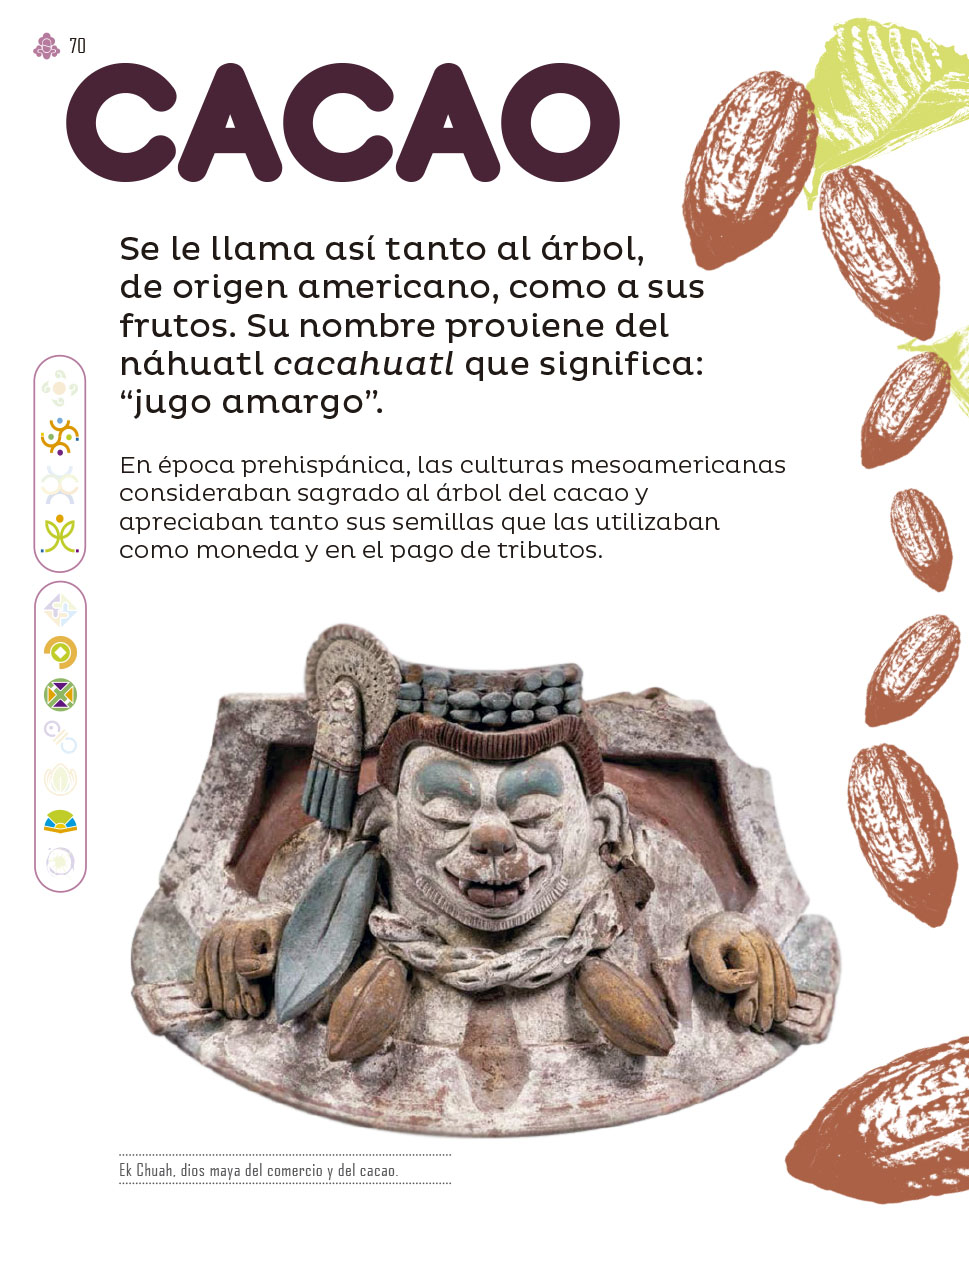 70
CACAO
Se le llama así tanto al árbol,
de origen americano, como a sus
frutos. Su nombre proviene del
náhuatl cacahuatl que significa:
“jugo amargo”.
En época prehispánica, las culturas mesoamericanas
consideraban sagrado al árbol del cacao y
apreciaban tanto sus semillas que las utilizaban
como moneda y en el pago de tributos.
Ek Chuah, dios maya del comercio y del cacao.